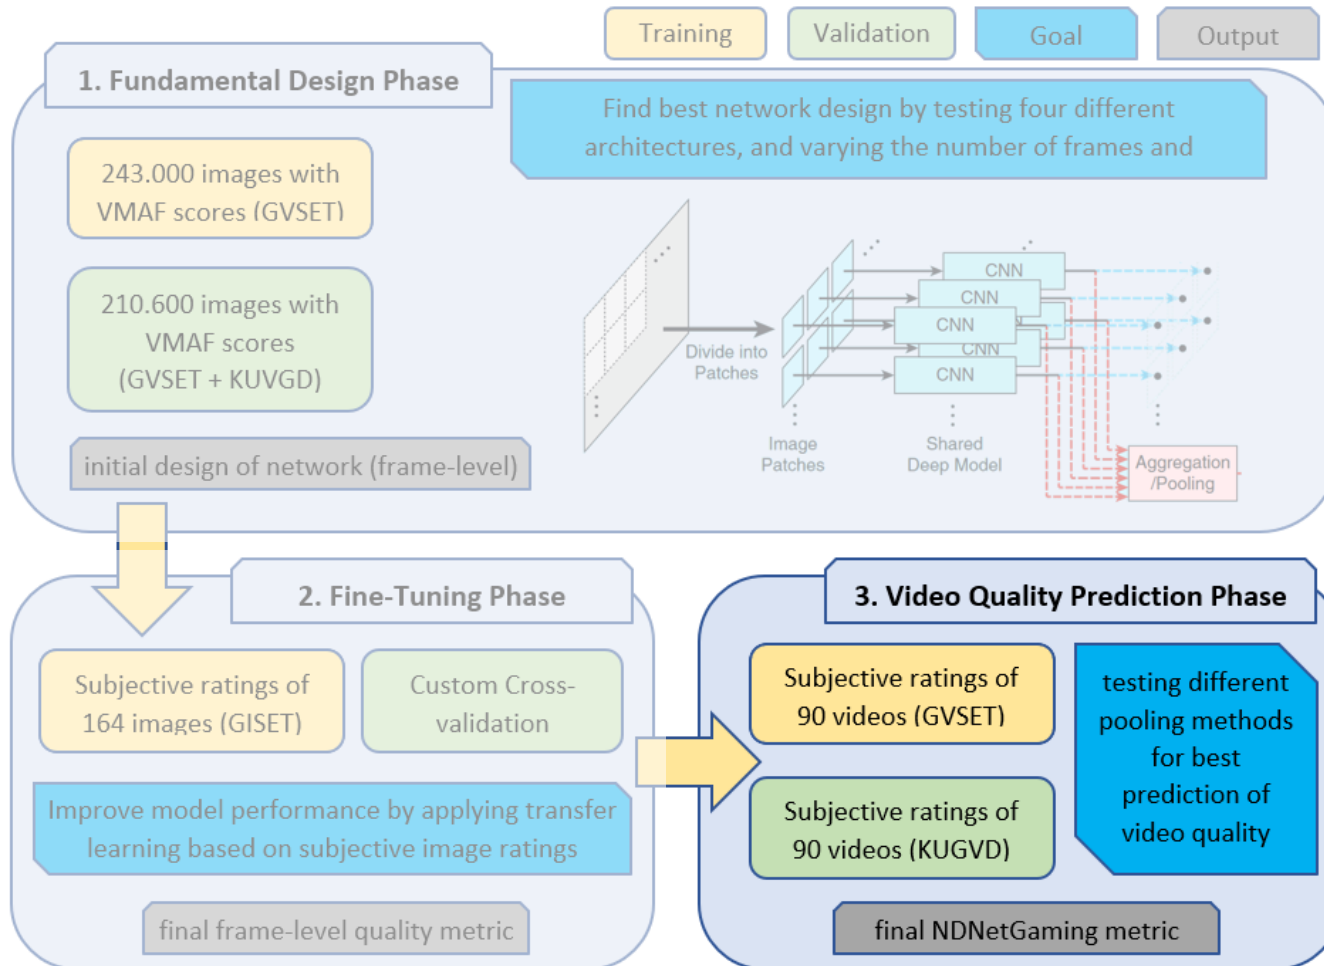 Training
Validation
Goal
Output
1. Fundamental Design Phase
Find best network design by testing four different
architectures, and varying the number of frames and
243.000 images with
VMAF scores (GVSET)
210.600 images with
VMAF scores
(GVSET + KUVGD)
initial design of network (frame-level)
Divide into
Patches
Image
Patches
CNN
CNN
CNN
CNN
CNN
Shared
Deep Model
Aggregation
/Pooling
2. Fine-Tuning Phase
Subjective ratings of
164 images (GISET)
Custom Cross-
validation
Improve model performance by applying transfer
learning based on subjective image ratings
final frame-level quality metric
3. Video Quality Prediction Phase
Subjective ratings of
90 videos (GVSET)
Subjective ratings of
90 videos (KUGVD)
testing different
pooling methods
for best
prediction of
video quality
final NDNetGaming metric